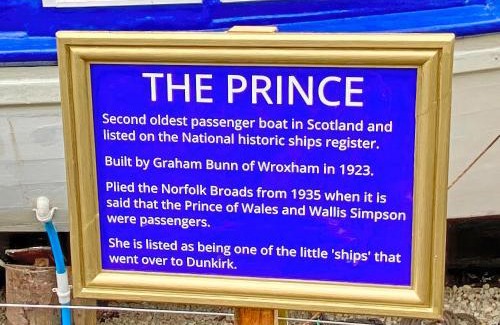 THE PRINCE
Second oldest passenger boat in Scotland and
listed on the National historic ships register.
Built by Graham Bunn of Wroxham in 1923.
Plied the Norfolk Broads from 1935 when it is
said that the Prince of Wales and Wallis Simpson
were passengers.
She is listed as being one of the little 'ships' that
went over to Dunkirk.